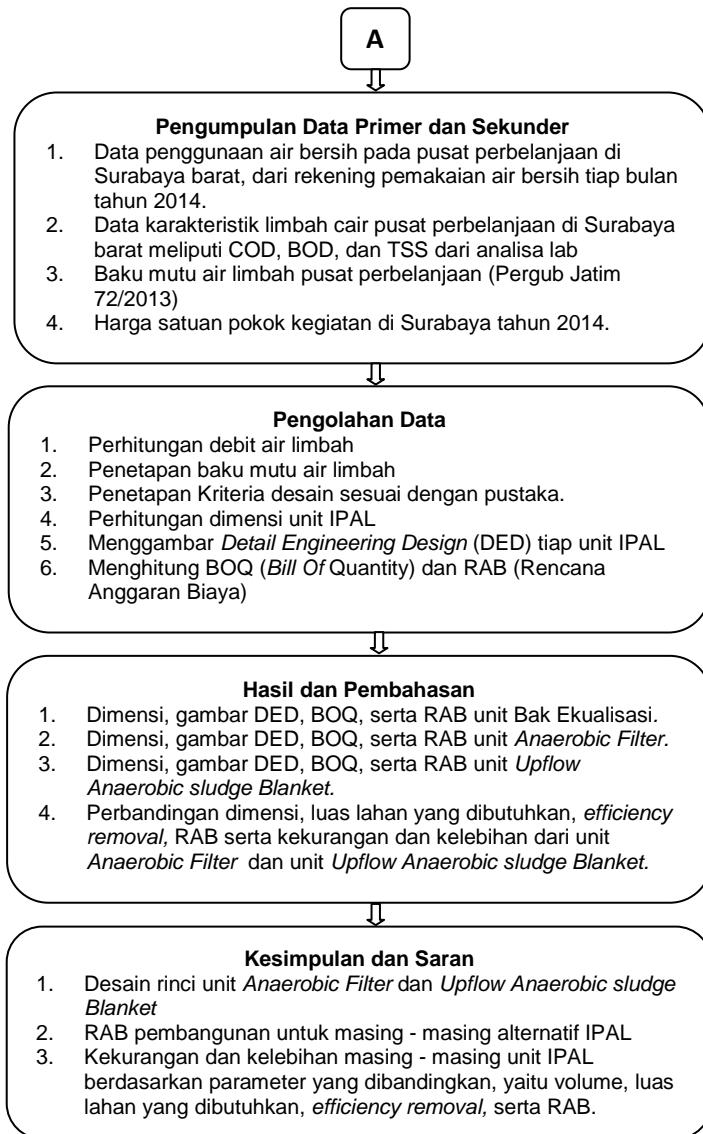 A
Pengumpulan Data Primer dan Sekunder
1. Data penggunaan air bersih pada pusat perbelanjaan di
Surabaya barat, dari rekening pemakaian air bersih tiap bulan
tahun 2014.
2. Data karakteristik limbah cair pusat perbelanjaan di Surabaya
barat meliputi COD, BOD, dan TSS dari analisa lab
3. Baku mutu air limbah pusat perbelanjaan (Pergub Jatim
72/2013)
4. Harga satuan pokok kegiatan di Surabaya tahun 2014.
Pengolahan Data
1. Perhitungan debit air limbah
2. Penetapan baku mutu air limbah
3. Penetapan Kriteria desain sesuai dengan pustaka.
4. Perhitungan dimensi unit IPAL
5. Menggambar Detail Engineering Design (DED) tiap unit IPAL
6. Menghitung BOQ (Bill Of Quantity) dan RAB (Rencana
Anggaran Biaya)
Hasil dan Pembahasan
1. Dimensi, gambar DED, BOQ, serta RAB unit Bak Ekualisasi.
2. Dimensi, gambar DED, BOQ, serta RAB unit Anaerobic Filter.
3. Dimensi, gambar DED, BOQ, serta RAB unit Upflow
Anaerobic sludge Blanket.
4. Perbandingan dimensi, luas lahan yang dibutuhkan, efficiency
removal, RAB serta kekurangan dan kelebihan dari unit
Anaerobic Filter dan unit Upflow Anaerobic sludge Blanket.
Kesimpulan dan Saran
1. Desain rinci unit Anaerobic Filter dan Upflow Anaerobic sludge
Blanket
2. RAB pembangunan untuk masing - masing alternatif IPAL
3. Kekurangan dan kelebihan masing - masing unit IPAL
berdasarkan parameter yang dibandingkan, yaitu volume, luas
lahan yang dibutuhkan, efficiency removal, serta RAB.